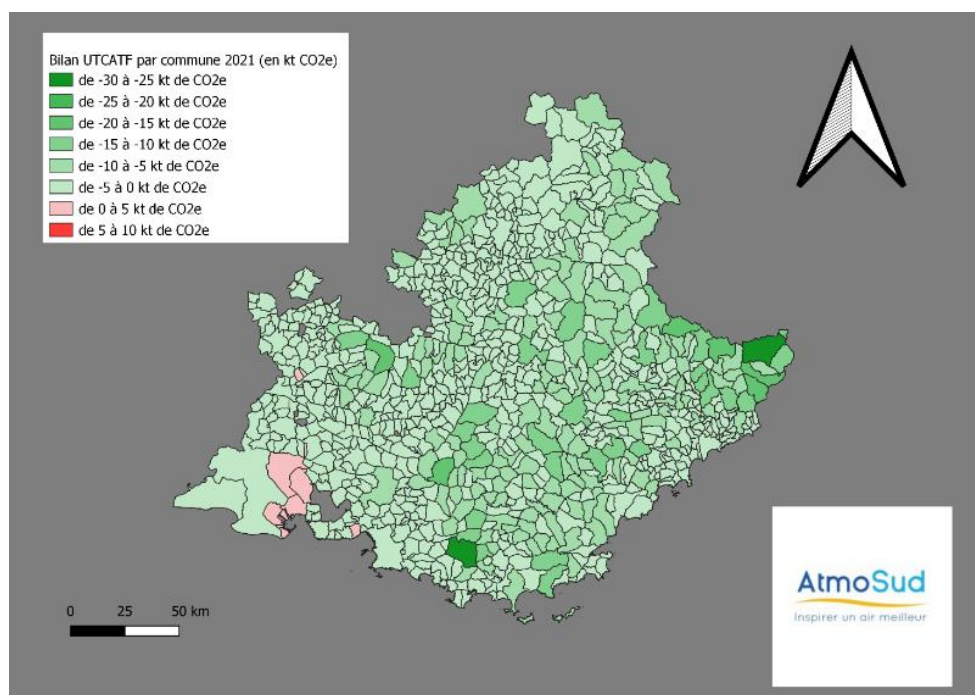 Bilan UTCATF par commune 2021 (en kt CO2e)
de -30 à -25 kt de CO2e
de -25 à -20 kt de CO2e
de -20 à -15 kt de CO2e
de -15 à -10 kt de CO2e
de -10 à -5 kt de CO2e
de -5 à 0 kt de CO2e
de 0 à 5 kt de CO2e
de 5 à 10 kt de CO2e
0 25 50 km
AtmoSud
Inspirer un air meilleur